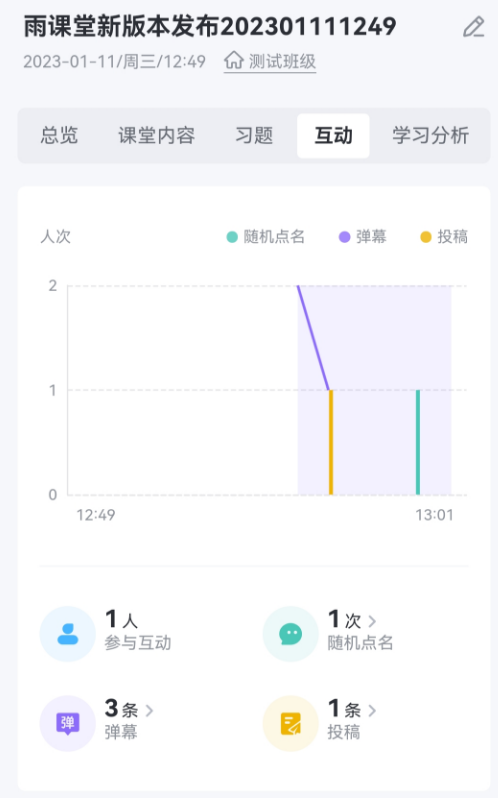 雨课堂新版本发布202301111249
2023-01-11/周三/12:49 测试班级
总览 课堂内容 习题 互动 学习分析
人次 随机点名 弹幕 投稿
2
1
0
12:49 13:01
1人 1次
参与互动 随机点名
弹
3条 1条
弹幕 投稿